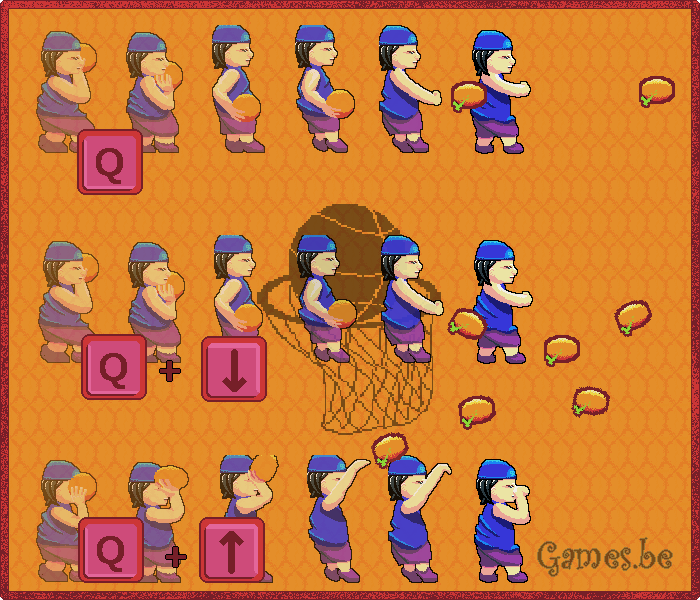 Q
Q + ↓
Q + ↑
Games.be